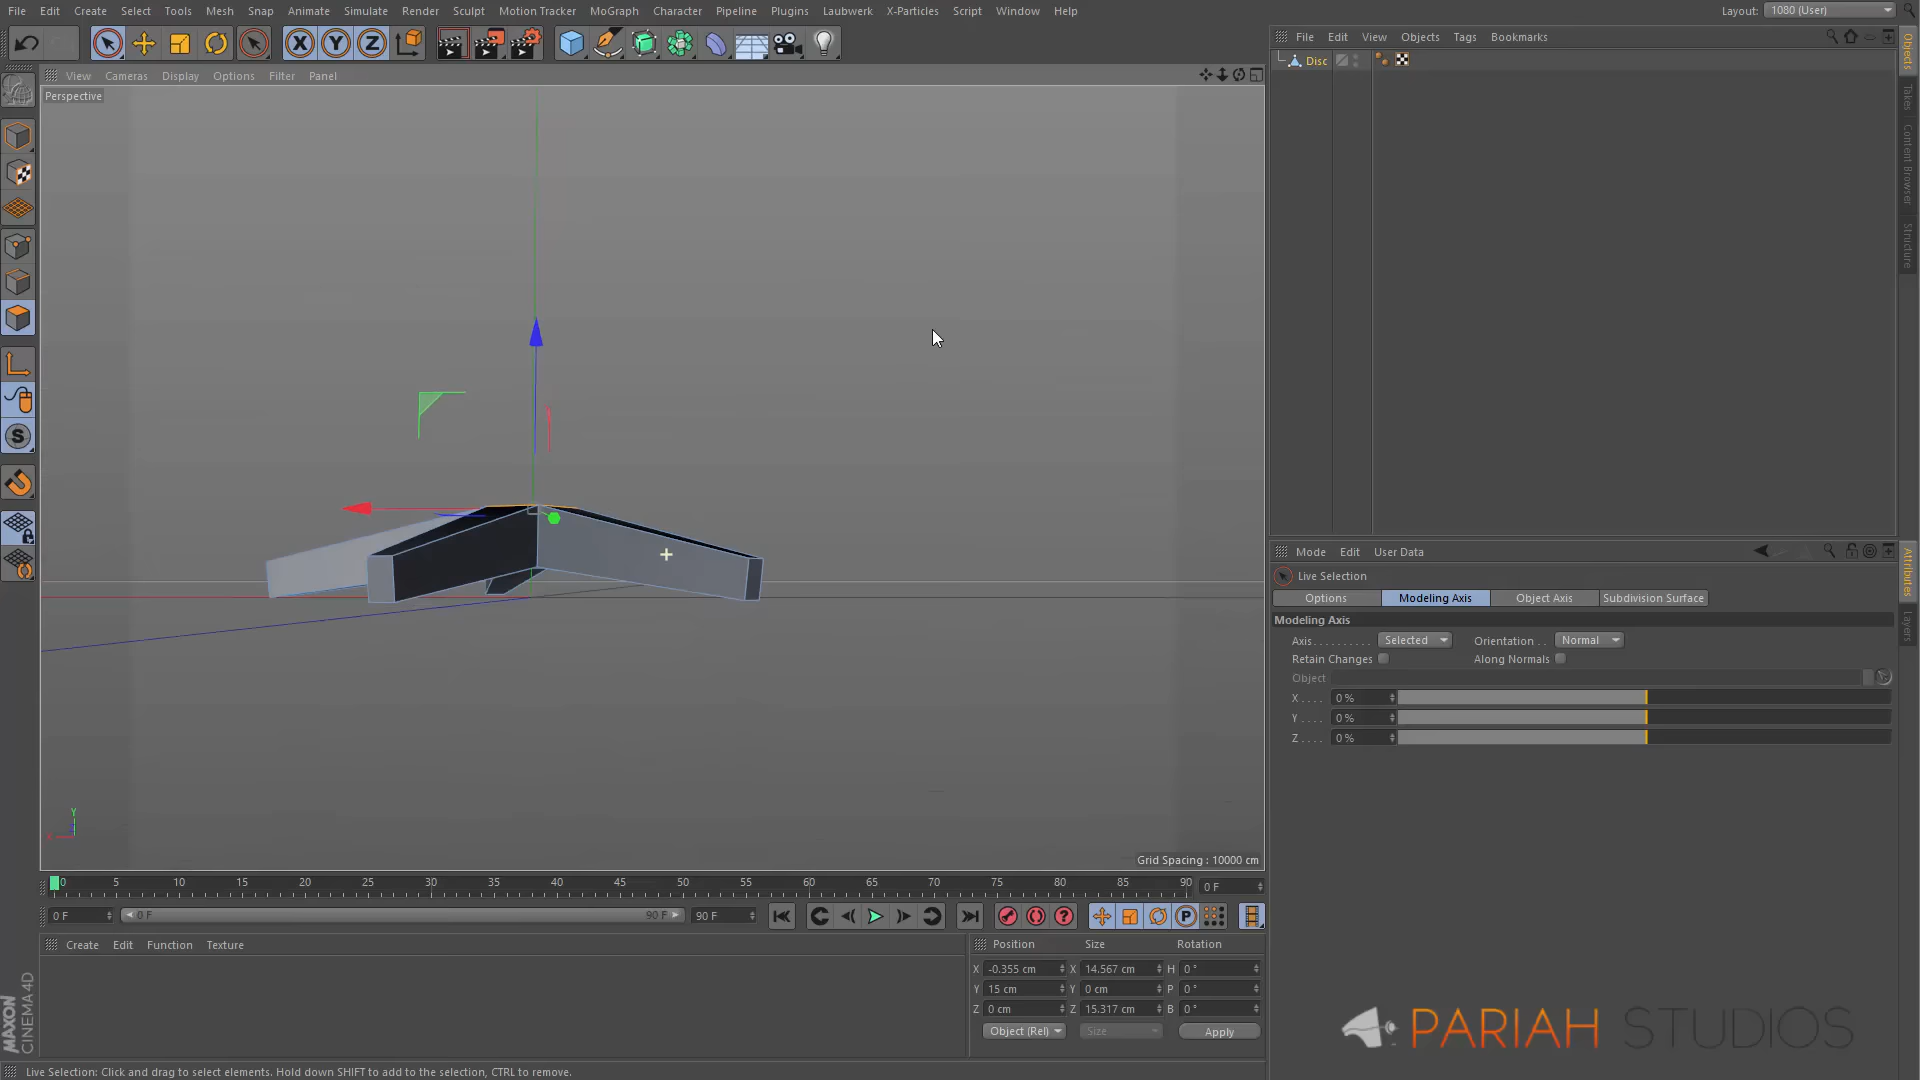 File Edit Create Select Tools Mesh Snap Animate Simulate Render Sculpt Motion Tracker MoGraph Character Pipeline Plugins Laubwerk X-Particles Script Window Help
Layout: 1080 (User)
File Edit View Objects Tags Bookmarks
Disc
View Cameras Display Options Filter Panel
Perspective
Objects
Takes
Content Browser
Structure
Mode Edit User Data
Live Selection
Options Modeling Axis Object Axis Subdivision Surface
Modeling Axis
Axis. . . . . . . . . . Selected Orientation . . Normal
Retain Changes Along Normals
Object
X . . . . 0 %
Y . . . . 0 %
Z . . . . 0 %
Attributes
Layers
Y
X
Grid Spacing : 10000 cm
0 5 10 15 20 25 30 35 40 45 50 55 60 65 70 75 80 85 90 0 F
0 F 0 F 90 F 90 F
Create Edit Function Texture
Position Size Rotation
X -0.355 cm X 14.567 cm H 0 °
Y 15 cm Y 0 cm P 0 °
Z 0 cm Z 15.317 cm B 0 °
Object (Rel) Size Apply
MAXON
CINEMA 4D
PARIAH STUDIOS
Live Selection: Click and drag to select elements. Hold down SHIFT to add to the selection, CTRL to remove.